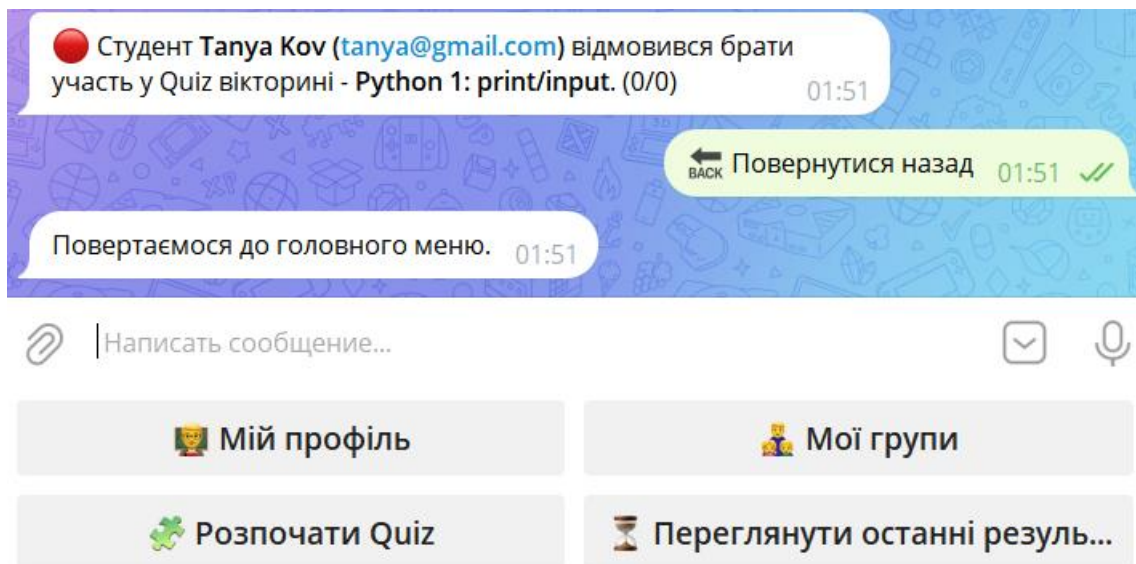 🔴 Студент Tanya Kov (tanya@gmail.com) відмовився брати
участь у Quiz вікторині - Python 1: print/input. (0/0) 01:51
BACK Повернутися назад 01:51
Повертаємося до головного меню. 01:51
Написать сообщение...
Мій профіль
Мої групи
Розпочати Quiz
Переглянути останні резуль...